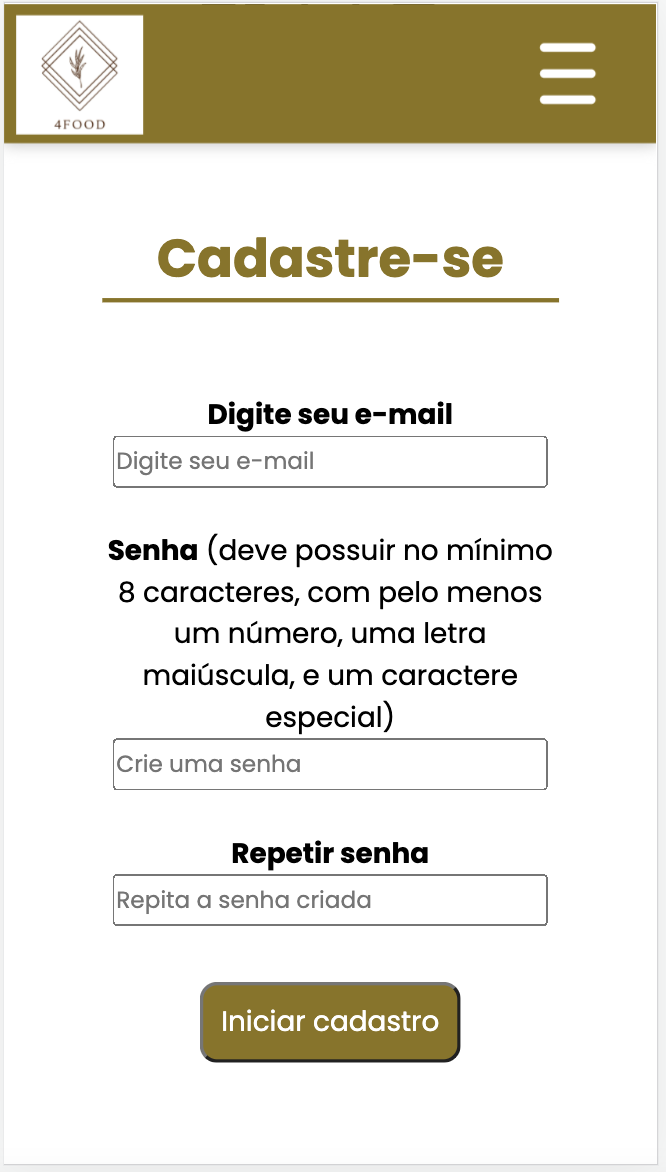 4FOOD
Cadastre-se
Digite seu e-mail
Digite seu e-mail
Senha (deve possuir no mínimo
8 caracteres, com pelo menos
um número, uma letra
maiúscula, e um caractere
especial)
Crie uma senha
Repetir senha
Repita a senha criada
Iniciar cadastro